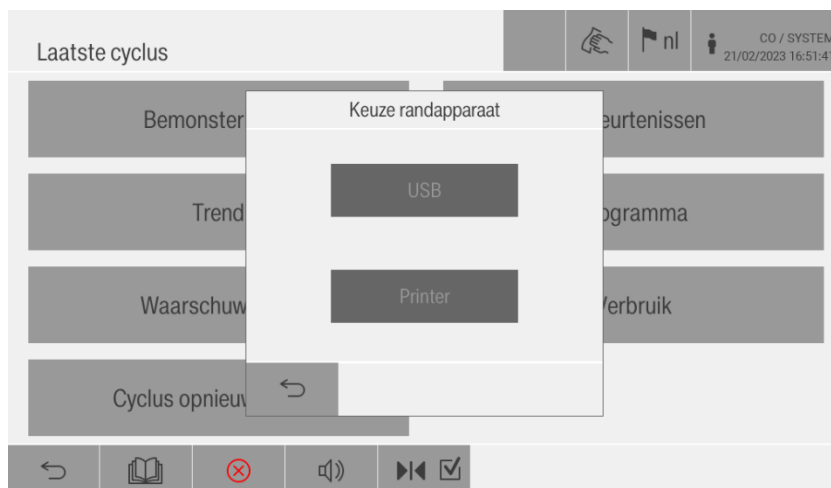 Laatste cyclus
nl
CO / SYSTEM
21/02/2023 16:51:4
Keuze randapparaat
USB
Printer
Bemonster
eurtenissen
Trend
ogramma
Waarschuw
Verbruik
Cyclus opnieuw